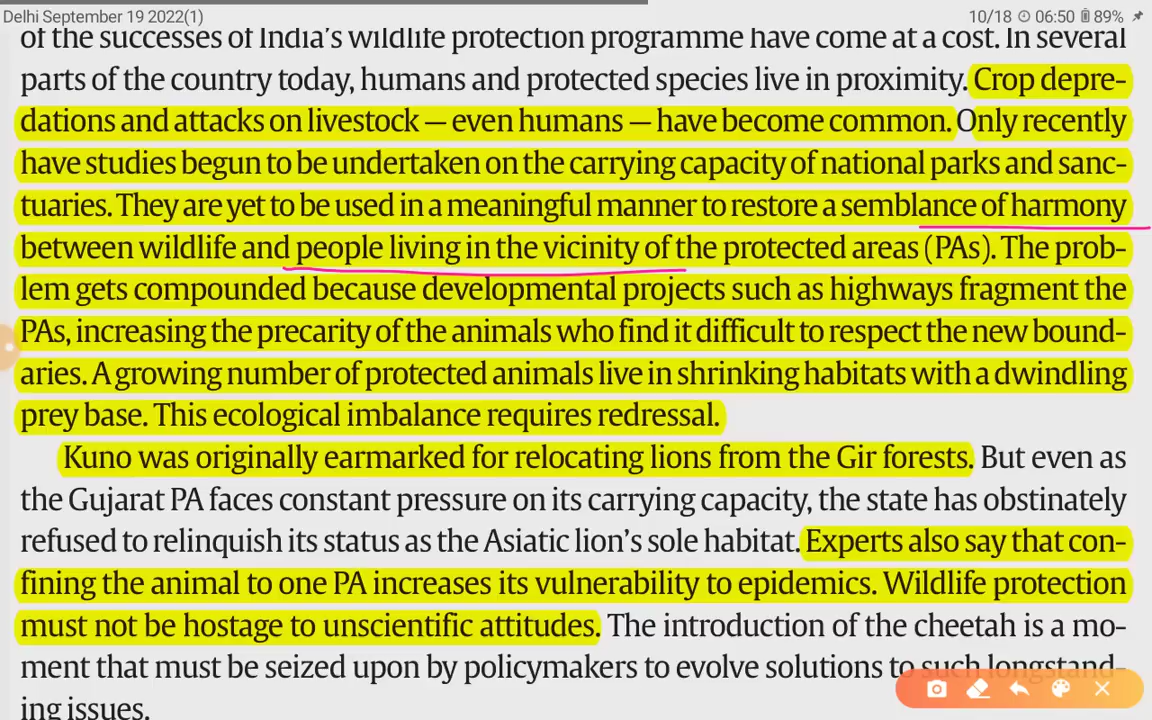 Delhi September 19 2022(1)
10/18 06:50 89%
of the successes of India's wildlife protection programme have come at a cost. In several
parts of the country today, humans and protected species live in proximity. Crop depre-
dations and attacks on livestock — even humans — have become common. Only recently
have studies begun to be undertaken on the carrying capacity of national parks and sanc-
tuaries. They are yet to be used in a meaningful manner to restore a semblance of harmony
between wildlife and people living in the vicinity of the protected areas (PAs). The prob-
lem gets compounded because developmental projects such as highways fragment the
PAs, increasing the precarity of the animals who find it difficult to respect the new bound-
aries. A growing number of protected animals live in shrinking habitats with a dwindling
prey base. This ecological imbalance requires redressal.
Kuno was originally earmarked for relocating lions from the Gir forests. But even as
the Gujarat PA faces constant pressure on its carrying capacity, the state has obstinately
refused to relinquish its status as the Asiatic lion's sole habitat. Experts also say that con-
fining the animal to one PA increases its vulnerability to epidemics. Wildlife protection
must not be hostage to unscientific attitudes. The introduction of the cheetah is a mo-
ment that must be seized upon by policymakers to evolve solutions to such longstand-
ing issues.